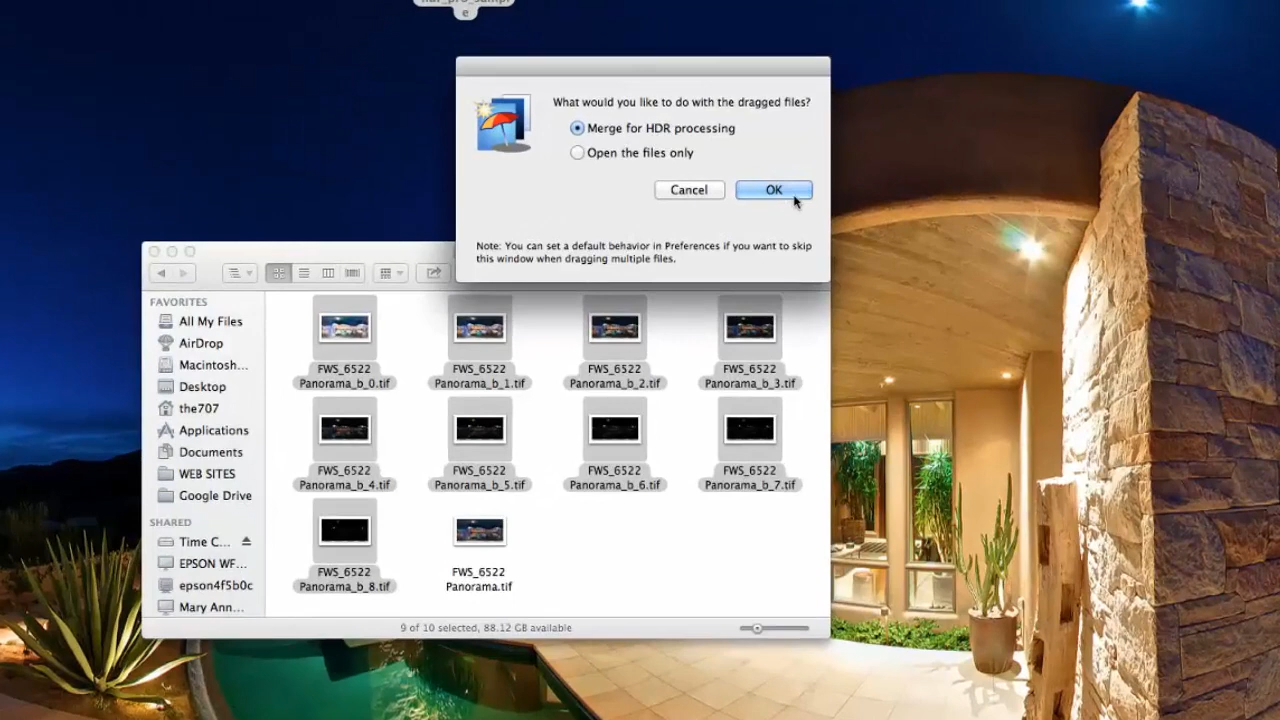 What would you like to do with the dragged files?
Merge for HDR processing
Open the files only
Cancel
OK
Note: You can set a default behavior in Preferences if you want to skip
this window when dragging multiple files.
FAVORITES
All My Files
AirDrop
Macintosh...
Desktop
the707
Applications
Documents
WEB SITES
Google Drive
SHARED
Time C...
EPSON WF...
epson4f5b0c
Mary Ann...
FWS_6522
Panorama_b_0.tif
FWS_6522
Panorama_b_1.tif
FWS_6522
Panorama_b_2.tif
FWS_6522
Panorama_b_3.tif
FWS_6522
Panorama_b_4.tif
FWS_6522
Panorama_b_5.tif
FWS_6522
Panorama_b_6.tif
FWS_6522
Panorama_b_7.tif
FWS_6522
Panorama_b_8.tif
FWS_6522
Panorama.tif
9 of 10 selected, 88.12 GB available